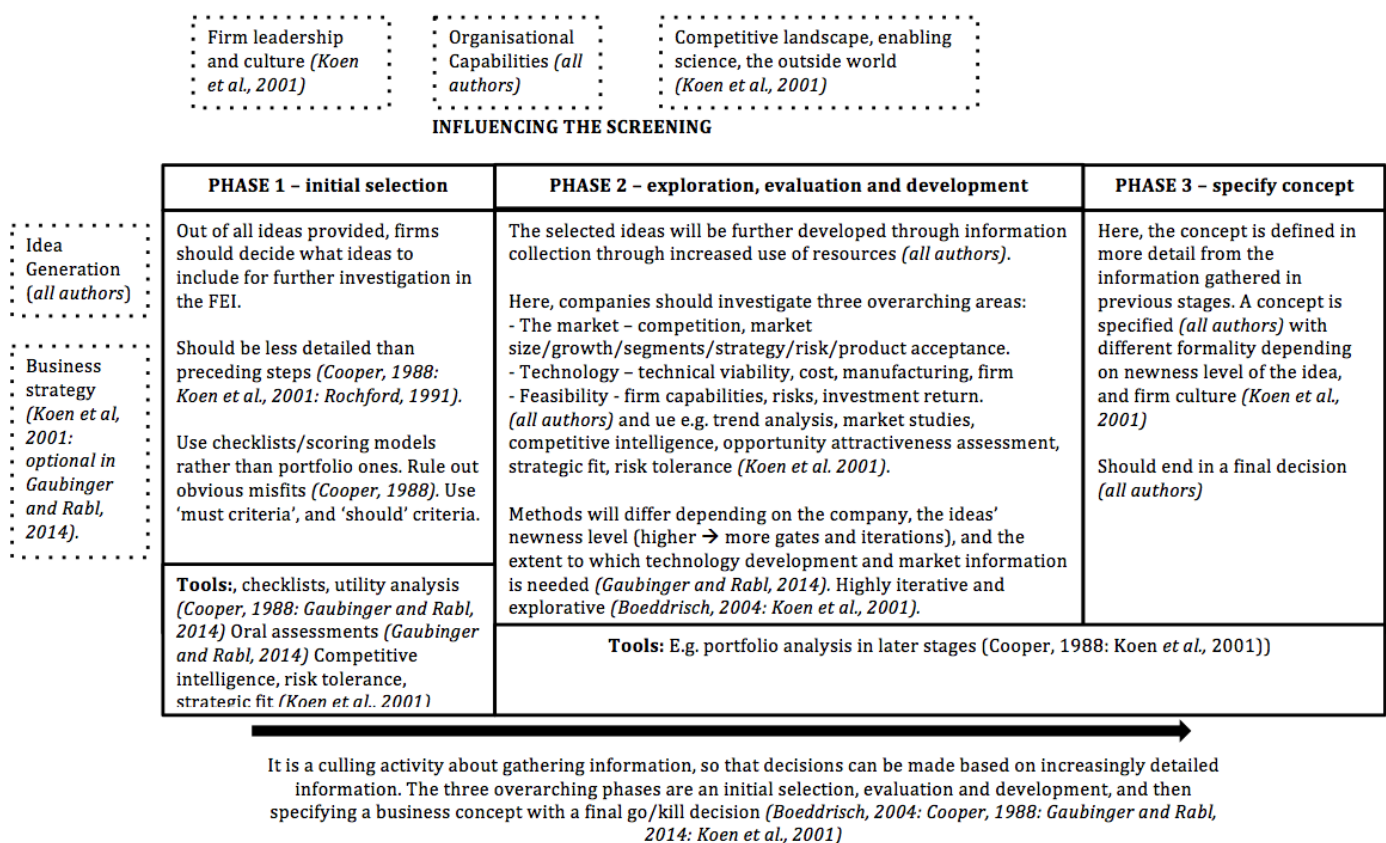 Firm leadership
and culture (Koen
et al., 2001)
Organisational
Capabilities (all
authors)
Competitive landscape, enabling
science, the outside world
(Koen et al., 2001)
INFLUENCING THE SCREENING
Idea
Generation
(all authors)
Business
strategy
(Koen et al,
2001:
optional in
Gaubinger
and Rabl,
2014).
PHASE 1 – initial selection
Out of all ideas provided, firms
should decide what ideas to
include for further investigation in
the FEI.
Should be less detailed than
preceding steps (Cooper, 1988:
Koen et al., 2001: Rochford, 1991).
Use checklists/scoring models
rather than portfolio ones. Rule out
obvious misfits (Cooper, 1988). Use
‘must criteria’, and ‘should’ criteria.
Tools:, checklists, utility analysis
(Cooper, 1988: Gaubinger and Rabl,
2014) Oral assessments (Gaubinger
and Rabl, 2014) Competitive
intelligence, risk tolerance,
strategic fit (Koen et al., 2001)
PHASE 2 – exploration, evaluation and development
The selected ideas will be further developed through information
collection through increased use of resources (all authors).
Here, companies should investigate three overarching areas:
- The market – competition, market
size/growth/segments/strategy/risk/product acceptance.
- Technology – technical viability, cost, manufacturing, firm
- Feasibility - firm capabilities, risks, investment return.
(all authors) and ue e.g. trend analysis, market studies,
competitive intelligence, opportunity attractiveness assessment,
strategic fit, risk tolerance (Koen et al. 2001).
Methods will differ depending on the company, the ideas’
newness level (higher → more gates and iterations), and the
extent to which technology development and market information
is needed (Gaubinger and Rabl, 2014). Highly iterative and
explorative (Boeddrisch, 2004: Koen et al., 2001).
PHASE 3 – specify concept
Here, the concept is defined in
more detail from the
information gathered in
previous stages. A concept is
specified (all authors) with
different formality depending
on newness level of the idea,
and firm culture (Koen et al.,
2001)
Should end in a final decision
(all authors)
Tools: E.g. portfolio analysis in later stages (Cooper, 1988: Koen et al., 2001))
It is a culling activity about gathering information, so that decisions can be made based on increasingly detailed
information. The three overarching phases are an initial selection, evaluation and development, and then
specifying a business concept with a final go/kill decision (Boeddrisch, 2004: Cooper, 1988: Gaubinger and Rabl,
2014: Koen et al., 2001)